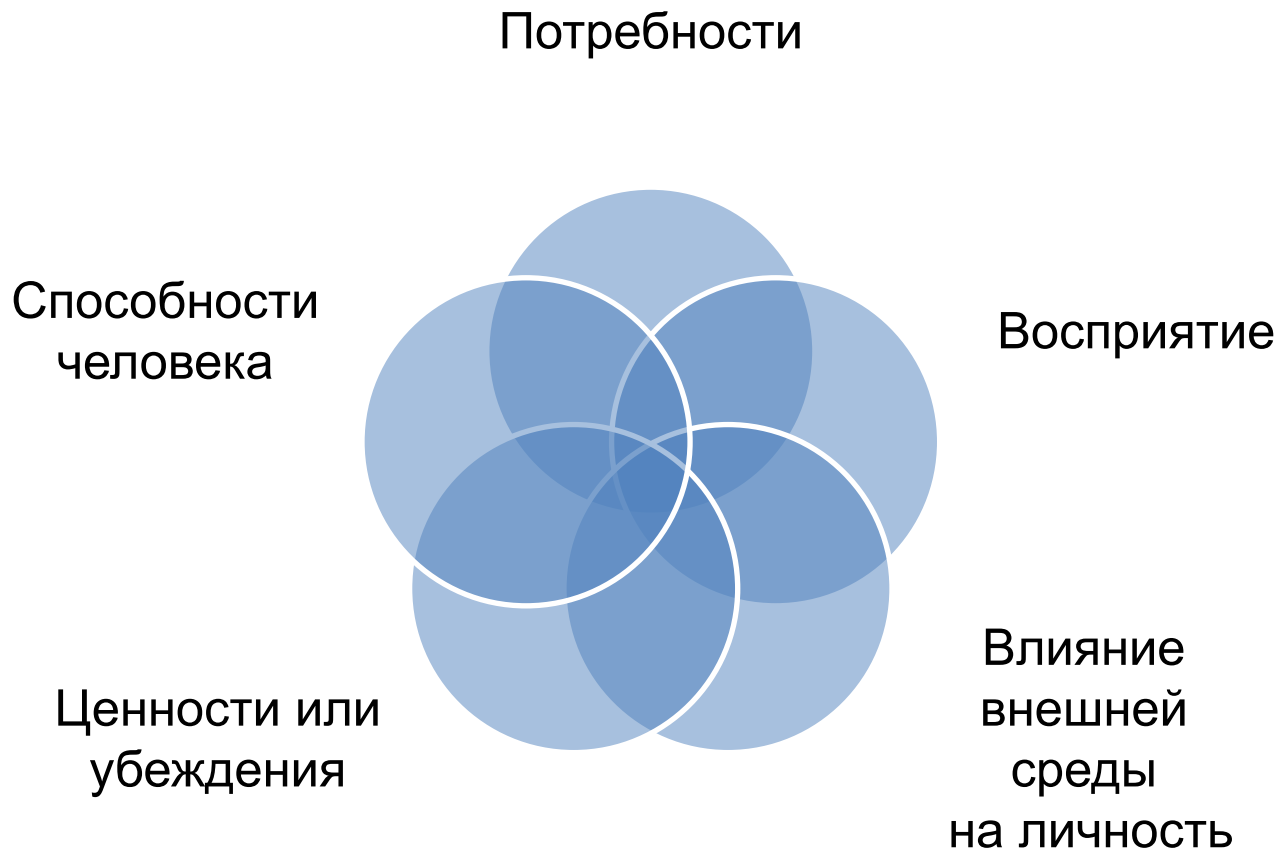 Потребности
Способности
человека
Восприятие
Влияние
внешней
среды
на личность
Ценности или
убеждения